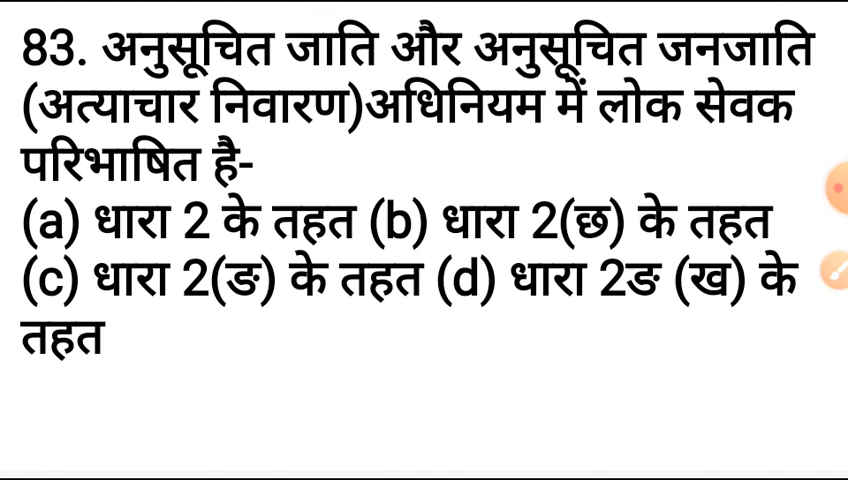 83. अनुसूचित जाति और अनुसूचित जनजाति
(अत्याचार निवारण)अधिनियम में लोक सेवक
परिभाषित है-
(a) धारा 2 के तहत (b) धारा 2(छ) के तहत
(c) धारा 2(ङ) के तहत (d) धारा 2ङ (ख) के
तहत